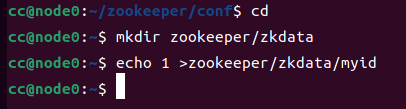 cc@node0:~/zookeeper/conf$ cd
cc@node0:~$ mkdir zookeeper/zkdata
cc@node0:~$ echo 1 >zookeeper/zkdata/myid
cc@node0:~$